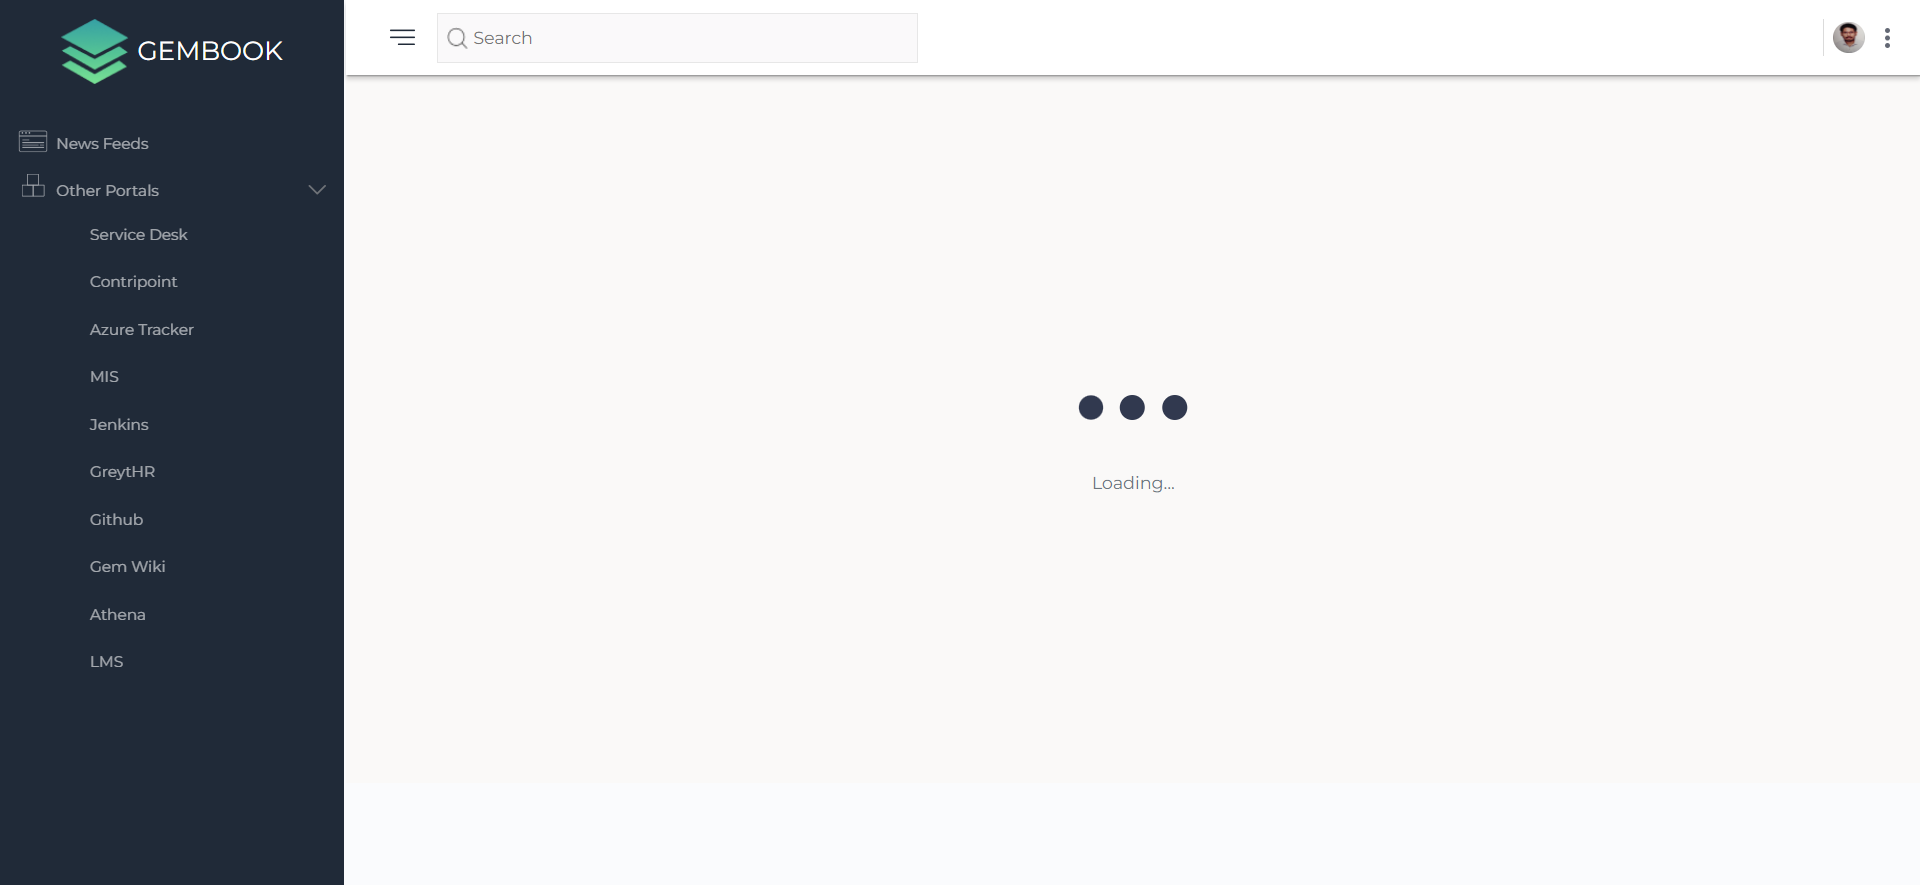 GEMBOOK
Search
News Feeds
Other Portals
Service Desk
Contripoint
Azure Tracker
MIS
Jenkins
GreytHR
Github
Gem Wiki
Athena
LMS
Loading...